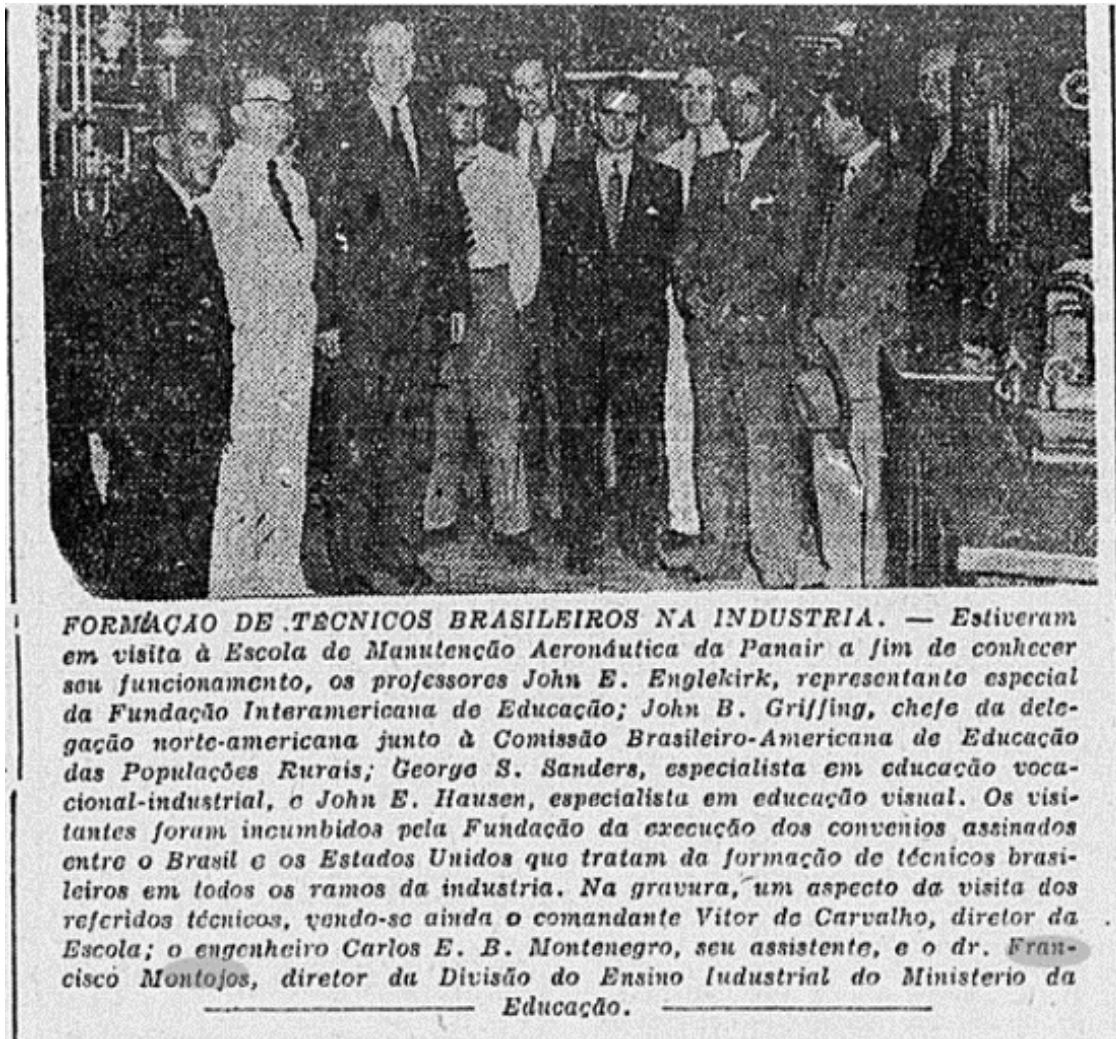 FORMAÇÃO DE TÉCNICOS BRASILEIROS NA INDUSTRIA. — Estiveram
em visita à Escola de Manutenção Aeronáutica da Panair a fim de conhecer
seu funcionamento, os professores John E. Englekirk, representante especial
da Fundação Interamericana de Educação; John B. Griffing, chefe da dele-
gação norte-americana junto à Comissão Brasileiro-Americana de Educação
das Populações Rurais; George S. Sanders, especialista em educação voca-
cional-industrial, e John E. Hausen, especialista em educação visual. Os visi-
tantes foram incumbidos pela Fundação da execução dos convenios assinados
entre o Brasil e os Estados Unidos que tratam da formação de técnicos brasi-
leiros em todos os ramos da industria. Na gravura, um aspecto da visita dos
referidos técnicos, vendo-se ainda o comandante Vitor de Carvalho, diretor da
Escola; o engenheiro Carlos E. B. Montenegro, seu assistente, e o dr. Fran-
cisco Montojos, diretor da Divisão do Ensino Industrial do Ministerio da
Educação.